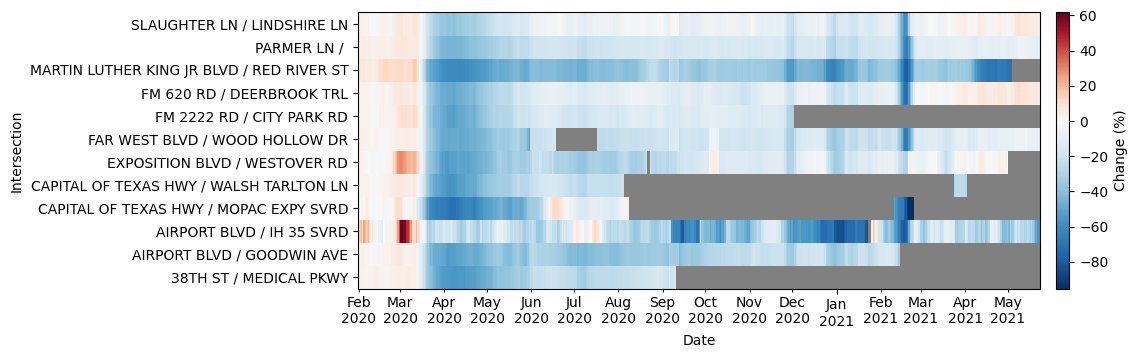 SLAUGHTER LN / LINDSHIRE LN
PARMER LN /
MARTIN LUTHER KING JR BLVD / RED RIVER ST
FM 620 RD / DEERBROOK TRL
FM 2222 RD / CITY PARK RD
FAR WEST BLVD / WOOD HOLLOW DR
EXPOSITION BLVD / WESTOVER RD
CAPITAL OF TEXAS HWY / WALSH TARLTON LN
CAPITAL OF TEXAS HWY / MOPAC EXPY SVRD
AIRPORT BLVD / IH 35 SVRD
AIRPORT BLVD / GOODWIN AVE
38TH ST / MEDICAL PKWY
Intersection
Feb Mar Apr May Jun Jul Aug Sep Oct Nov Dec Jan Feb Mar Apr May
2020 2020 2020 2020 2020 2020 2020 2020 2020 2020 2020 2021 2021 2021 2021 2021
Date
60
40
20
0
−20
−40
−60
−80
Change (%)